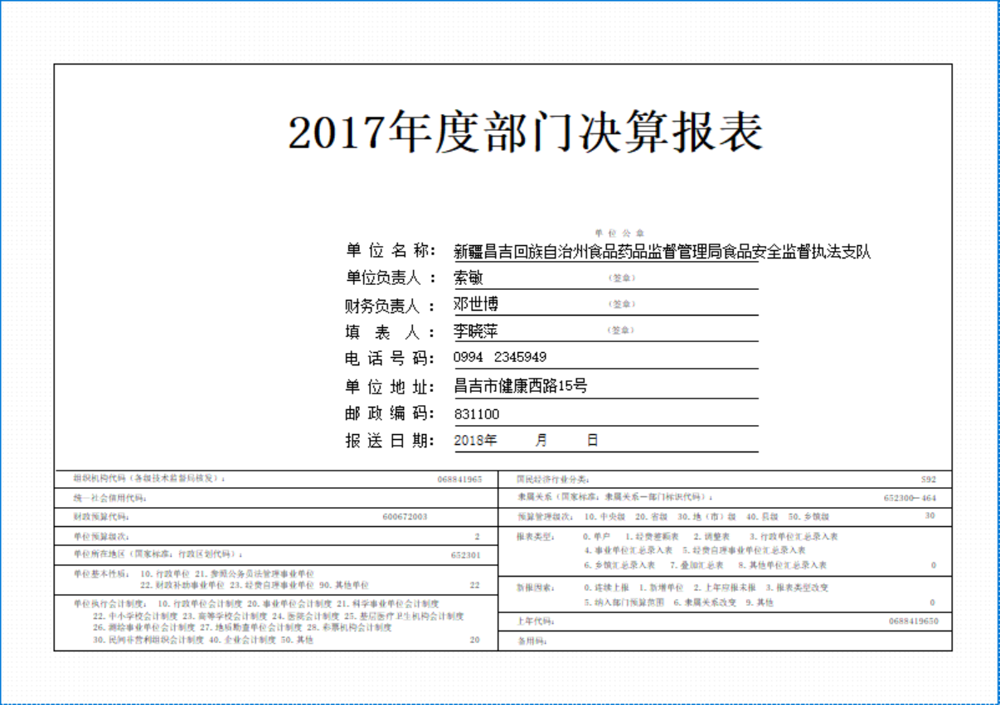 2017年度部门决算报表
单 位 公 章
单 位 名 称： 新疆昌吉回族自治州食品药品监督管理局食品安全监督执法支队
单位负责人 ： 索敏 （签章）
财务负责人 ： 邓世博 （签章）
填 表 人 ： 李晓萍 （签章）
电 话 号 码： 0994 2345949
单 位 地 址： 昌吉市健康西路15号
邮 政 编 码： 831100
报 送 日 期： 2018年 月 日
组织机构代码（各级技术监督局核发）： 068841965
统一社会信用代码：
财政预算代码： 600672003
单位预算级次： 2
单位所在地区（国家标准：行政区划代码）： 652301
单位基本性质： 10.行政单位 21.参照公务员法管理事业单位
22.财政补助事业单位 23.经费自理事业单位 90.其他单位 22
单位执行会计制度： 10.行政单位会计制度 20.事业单位会计制度 21.科学事业单位会计制度
22.中小学校会计制度 23.高等学校会计制度 24.医院会计制度 25.基层医疗卫生机构会计制度
26.测绘事业单位会计制度 27.地质勘查单位会计制度 28.彩票机构会计制度
30.民间非营利组织会计制度 40.企业会计制度 50.其他 20
国民经济行业分类： S92
隶属关系（国家标准：隶属关系—部门标识代码）： 652300—464
预算管理级次： 10.中央级 20.省级 30.地（市）级 40.县级 50.乡镇级 30
报表类型： 0.单户 1.经费差额表 2.调整表 3.行政单位汇总录入表
4.事业单位汇总录入表 5.经费自理事业单位汇总录入表
6.乡镇汇总录入表 7.叠加汇总表 8.其他单位汇总录入表 0
新报因素： 0.连续上报 1.新增单位 2.上年应报未报 3.报表类型改变
5.纳入部门预算范围 6.隶属关系改变 9.其他 0
上年代码： 0688419650
备用码：